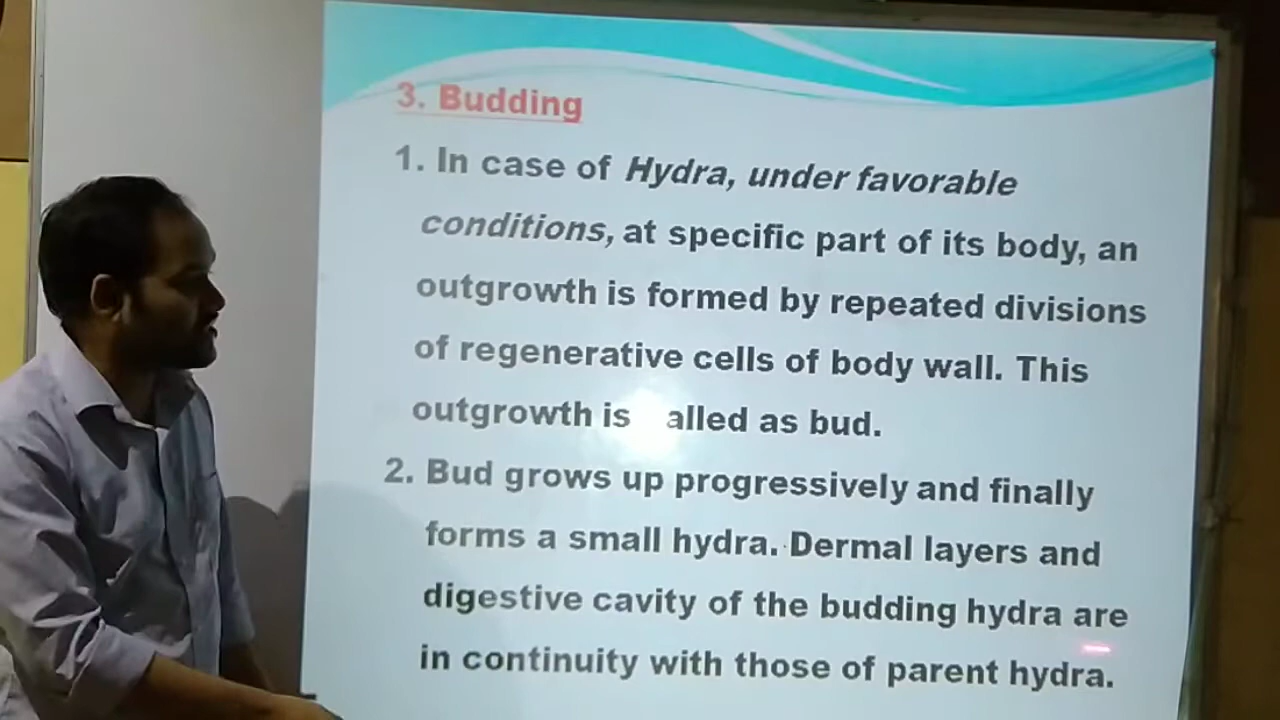 3. Budding
1. In case of Hydra, under favorable
conditions, at specific part of its body, an
outgrowth is formed by repeated divisions
of regenerative cells of body wall. This
outgrowth is alled as bud.
2. Bud grows up progressively and finally
forms a small hydra. Dermal layers and
digestive cavity of the budding hydra are
in continuity with those of parent hydra.